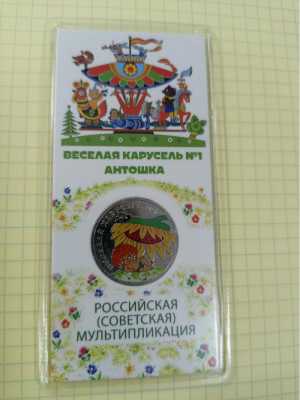 ВЕСЕЛАЯ КАРУСЕЛЬ №1
АНТОШКА
РОССИЙСКАЯ
(СОВЕТСКАЯ)
МУЛЬТИПЛИКАЦИЯ